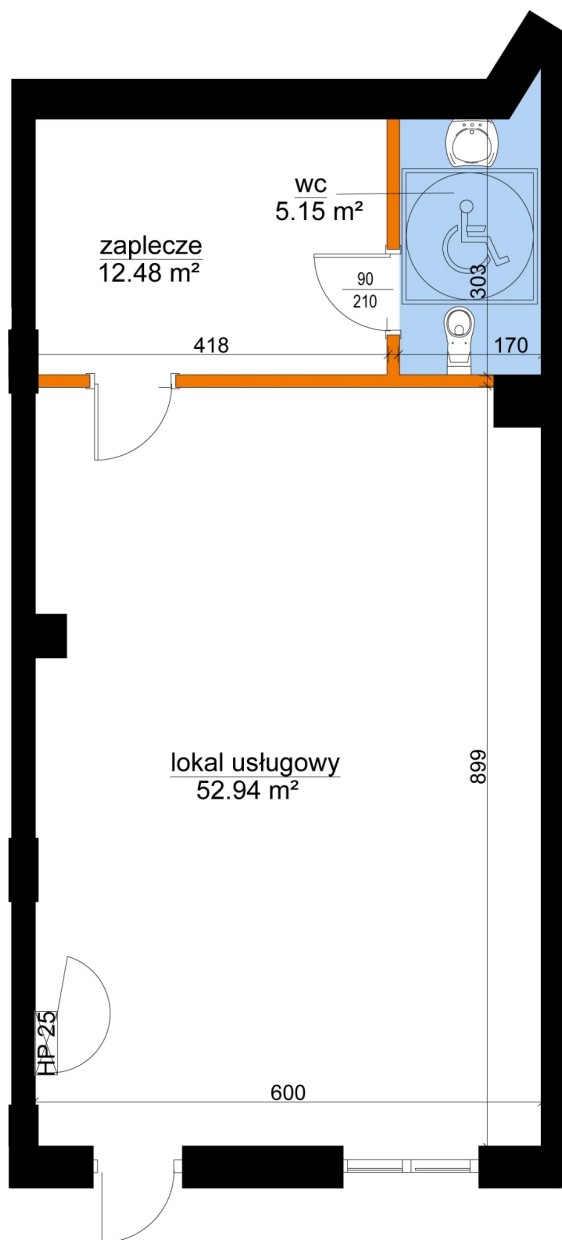 wc
5.15 m²
zaplecze
12.48 m²
90
210
303
418
170
lokal usługowy
52.94 m²
899
HP 25
600